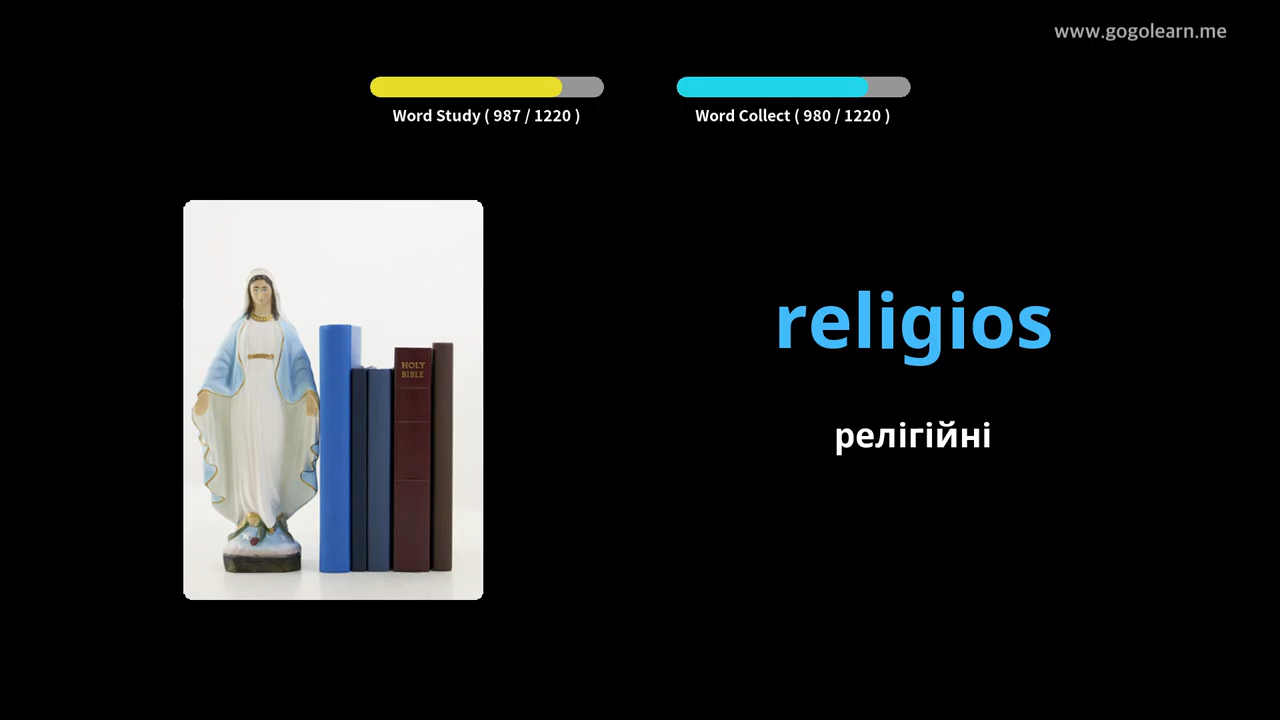 www.gogolearn.me
Word Study ( 987 / 1220 )
Word Collect ( 980 / 1220 )
HOLY
BIBLE
religios
релігійні